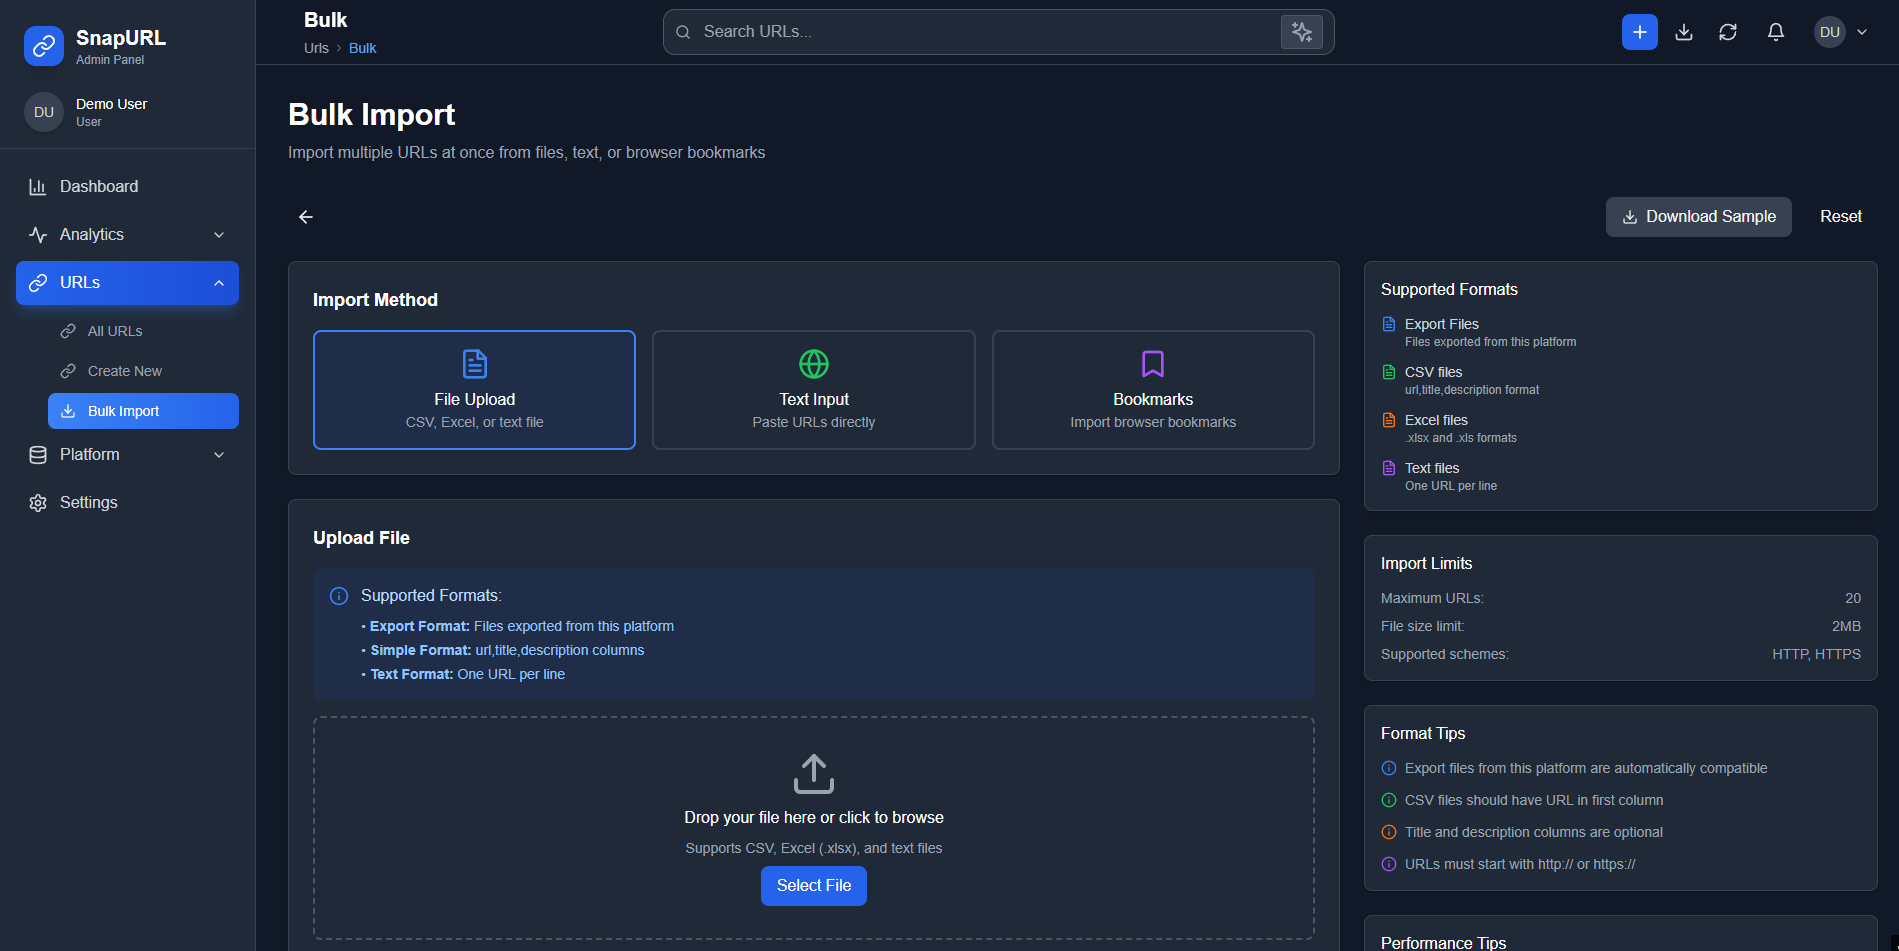 SnapURL
Admin Panel
DU
Demo User
User
Dashboard
Analytics
URLs
All URLs
Create New
Bulk Import
Platform
Settings
Bulk
Urls › Bulk
Search URLs...
DU
Bulk Import
Import multiple URLs at once from files, text, or browser bookmarks
Download Sample
Reset
Import Method
File Upload
CSV, Excel, or text file
Text Input
Paste URLs directly
Bookmarks
Import browser bookmarks
Upload File
Supported Formats:
• Export Format: Files exported from this platform
• Simple Format: url,title,description columns
• Text Format: One URL per line
Drop your file here or click to browse
Supports CSV, Excel (.xlsx), and text files
Select File
Supported Formats
Export Files
Files exported from this platform
CSV files
url,title,description format
Excel files
.xlsx and .xls formats
Text files
One URL per line
Import Limits
Maximum URLs: 20
File size limit: 2MB
Supported schemes: HTTP, HTTPS
Format Tips
Export files from this platform are automatically compatible
CSV files should have URL in first column
Title and description columns are optional
URLs must start with http:// or https://
Performance Tips